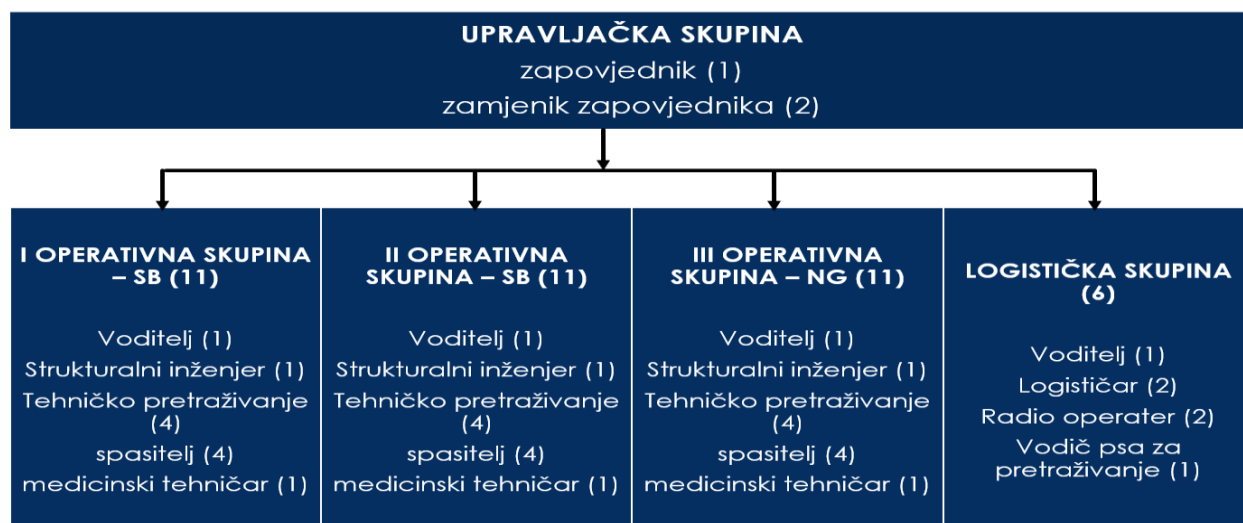 UPRAVLJAČKA SKUPINA
zapovjednik (1)
zamjenik zapovjednika (2)
I OPERATIVNA SKUPINA
– SB (11)
Voditelj (1)
Strukturalni inženjer (1)
Tehničko pretraživanje
(4)
spasitelj (4)
medicinski tehničar (1)
II OPERATIVNA
SKUPINA – SB (11)
Voditelj (1)
Strukturalni inženjer (1)
Tehničko pretraživanje
(4)
spasitelj (4)
medicinski tehničar (1)
III OPERATIVNA
SKUPINA – NG (11)
Voditelj (1)
Strukturalni inženjer (1)
Tehničko pretraživanje
(4)
spasitelj (4)
medicinski tehničar (1)
LOGISTIČKA SKUPINA
(6)
Voditelj (1)
Logističar (2)
Radio operater (2)
Vodič psa za
pretraživanje (1)